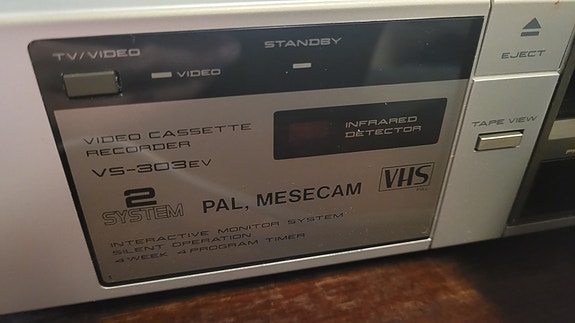 TV/VIDEO
VIDEO
STANDBY
EJECT
TAPE VIEW
VIDEO CASSETTE
RECORDER
VS-303EV
INFRARED
DETECTOR
2
SYSTEM
PAL, MESECAM
VHS
PAL
INTERACTIVE MONITOR SYSTEM
SILENT OPERATION
4 WEEK 4 PROGRAM TIMER